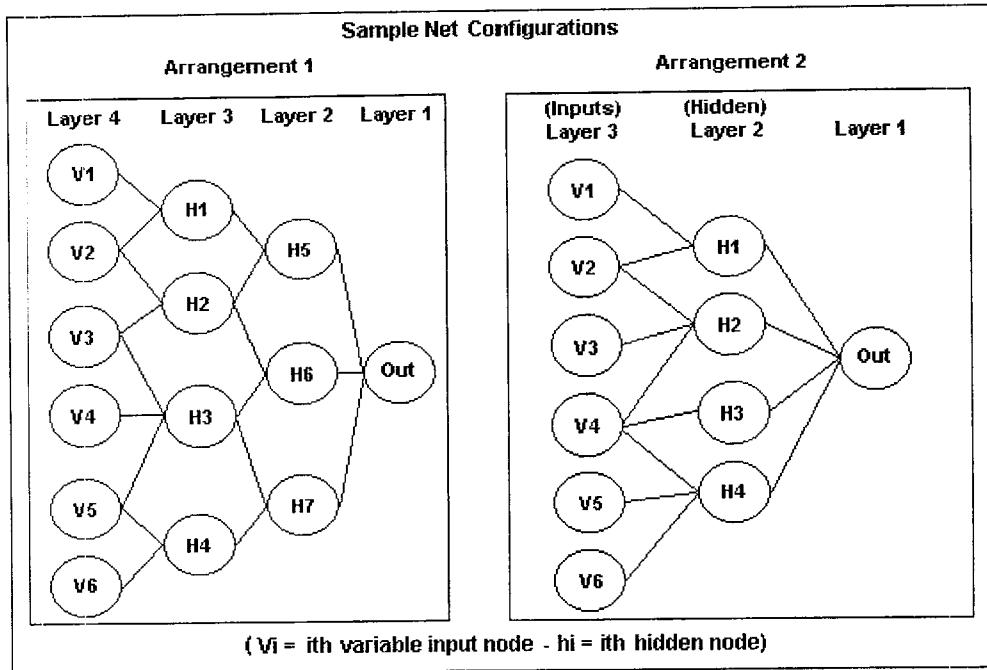 Sample Net Configurations
Arrangement 1
Layer 4 Layer 3 Layer 2 Layer 1
V1
V2
V3
V4
V5
V6
H1
H2
H3
H4
H5
H6
H7
Out
Arrangement 2
(Inputs) (Hidden)
Layer 3 Layer 2 Layer 1
V1
V2
V3
V4
V5
V6
H1
H2
H3
H4
Out
( Vi = ith variable input node - hi = ith hidden node)